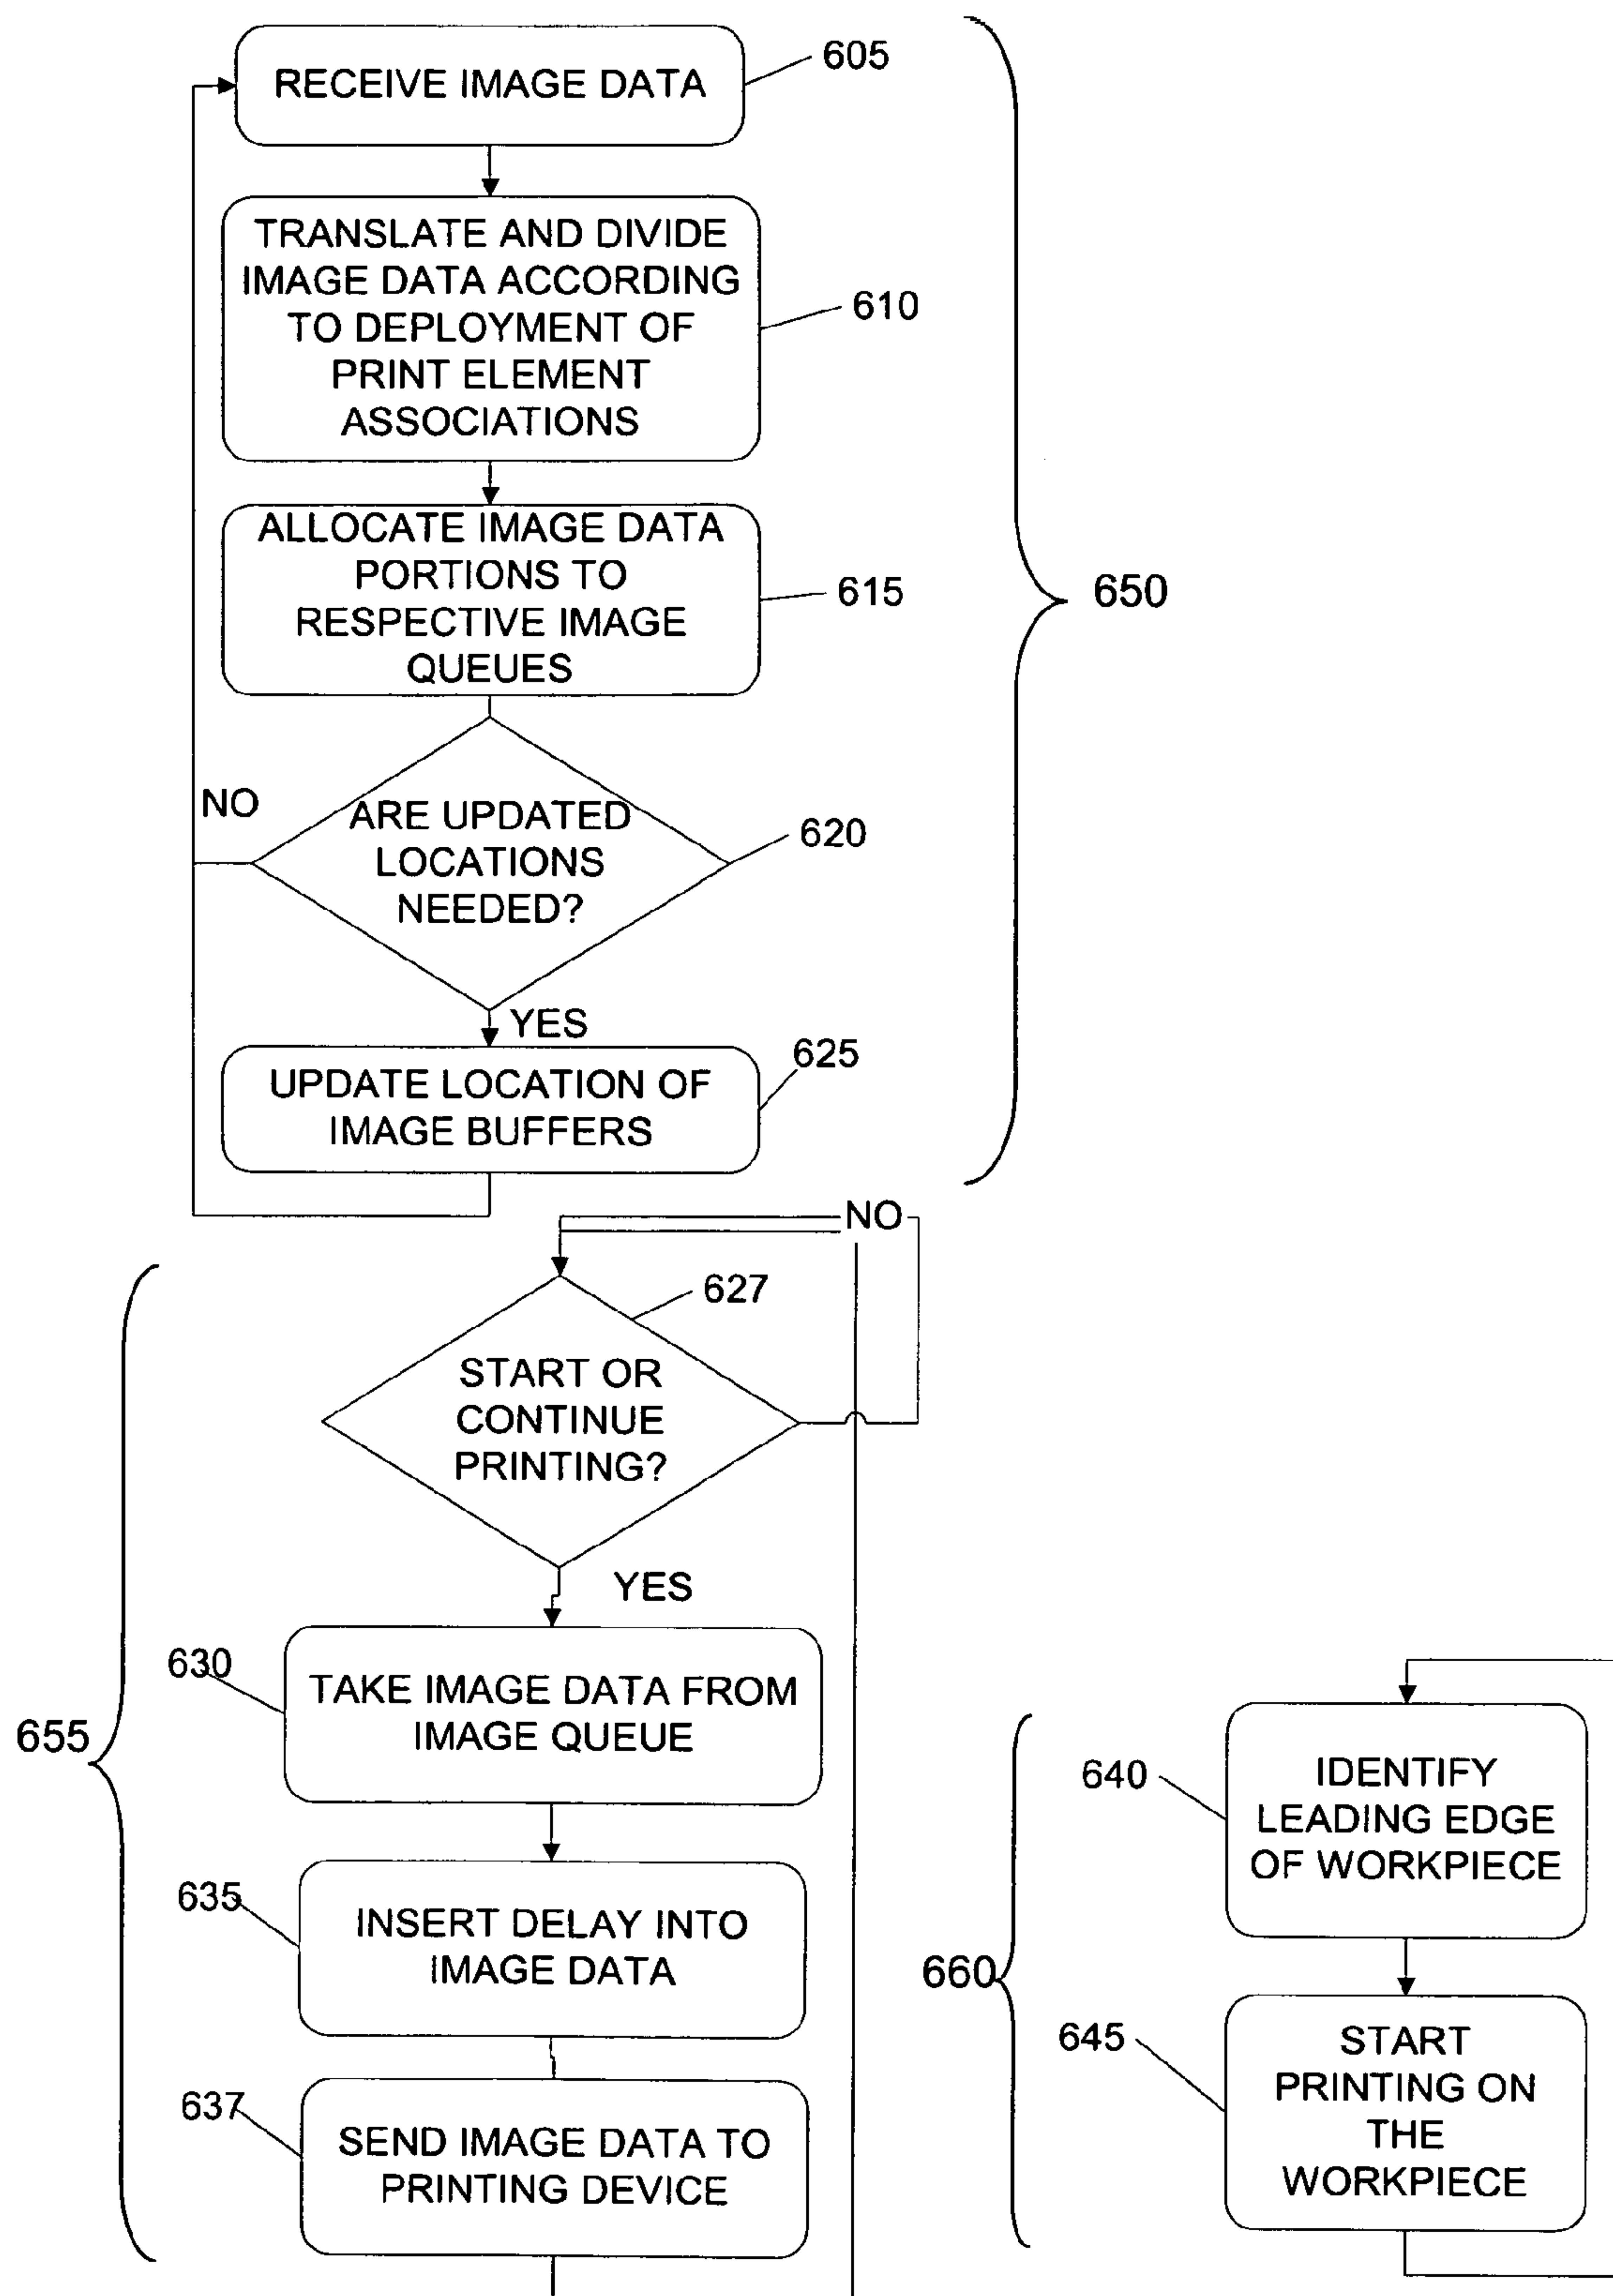 RECEIVE IMAGE DATA
605
TRANSLATE AND DIVIDE
IMAGE DATA ACCORDING
TO DEPLOYMENT OF
PRINT ELEMENT
ASSOCIATIONS
610
ALLOCATE IMAGE DATA
PORTIONS TO
RESPECTIVE IMAGE
QUEUES
615
650
NO
ARE UPDATED
LOCATIONS
NEEDED?
620
YES
UPDATE LOCATION OF
IMAGE BUFFERS
625
NO
627
START OR
CONTINUE
PRINTING?
YES
655
630
TAKE IMAGE DATA FROM
IMAGE QUEUE
635
INSERT DELAY INTO
IMAGE DATA
637
SEND IMAGE DATA TO
PRINTING DEVICE
660
640
IDENTIFY
LEADING EDGE
OF WORKPIECE
645
START
PRINTING ON
THE
WORKPIECE